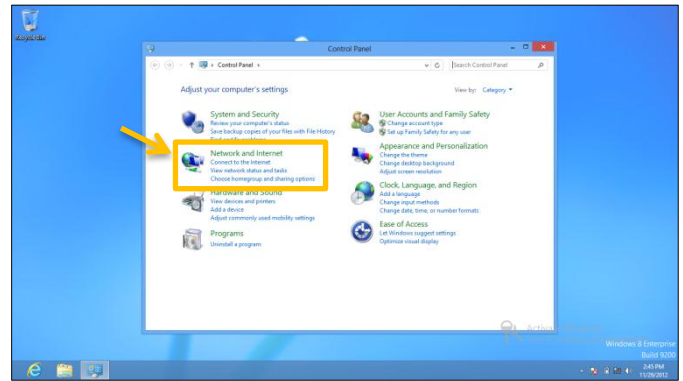 Recycle Bin
Control Panel
Control Panel
Search Control Panel
Adjust your computer's settings
View by: Category
System and Security
Review your computer's status
Save backup copies of your files with File History
Network and Internet
Connect to the Internet
View network status and tasks
Choose homegroup and sharing options
Hardware and Sound
View devices and printers
Add a device
Adjust commonly used mobility settings
Programs
Uninstall a program
User Accounts and Family Safety
Change account type
Set up Family Safety for any user
Appearance and Personalization
Change the theme
Change desktop background
Adjust screen resolution
Clock, Language, and Region
Add a language
Change input methods
Change date, time, or number formats
Ease of Access
Let Windows suggest settings
Optimize visual display
Windows 8 Enterprise
Build 9200
2:45 PM
11/29/2012